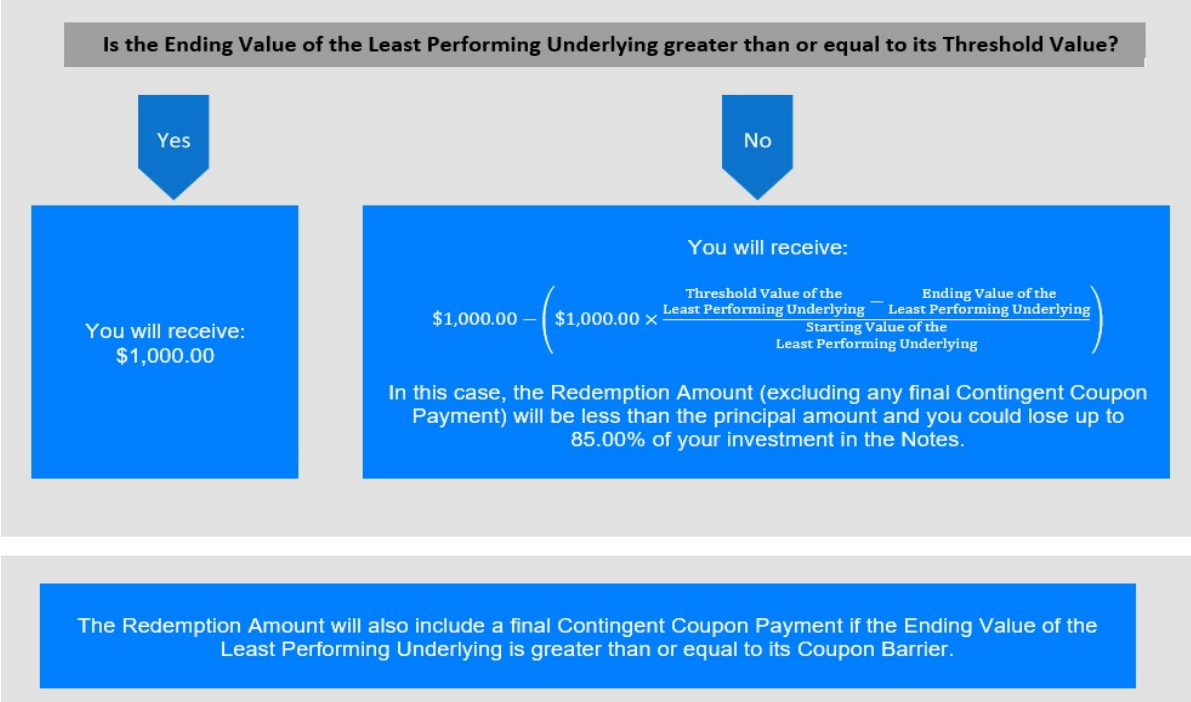 Is the Ending Value of the Least Performing Underlying greater than or equal to its Threshold Value?
Yes
No
You will receive:
$1,000.00
You will receive:
$1,000.00 − ($1,000.00 × (Threshold Value of the Least Performing Underlying − Ending Value of the Least Performing Underlying) / Starting Value of the Least Performing Underlying)
In this case, the Redemption Amount (excluding any final Contingent Coupon
Payment) will be less than the principal amount and you could lose up to
85.00% of your investment in the Notes.
The Redemption Amount will also include a final Contingent Coupon Payment if the Ending Value of the
Least Performing Underlying is greater than or equal to its Coupon Barrier.